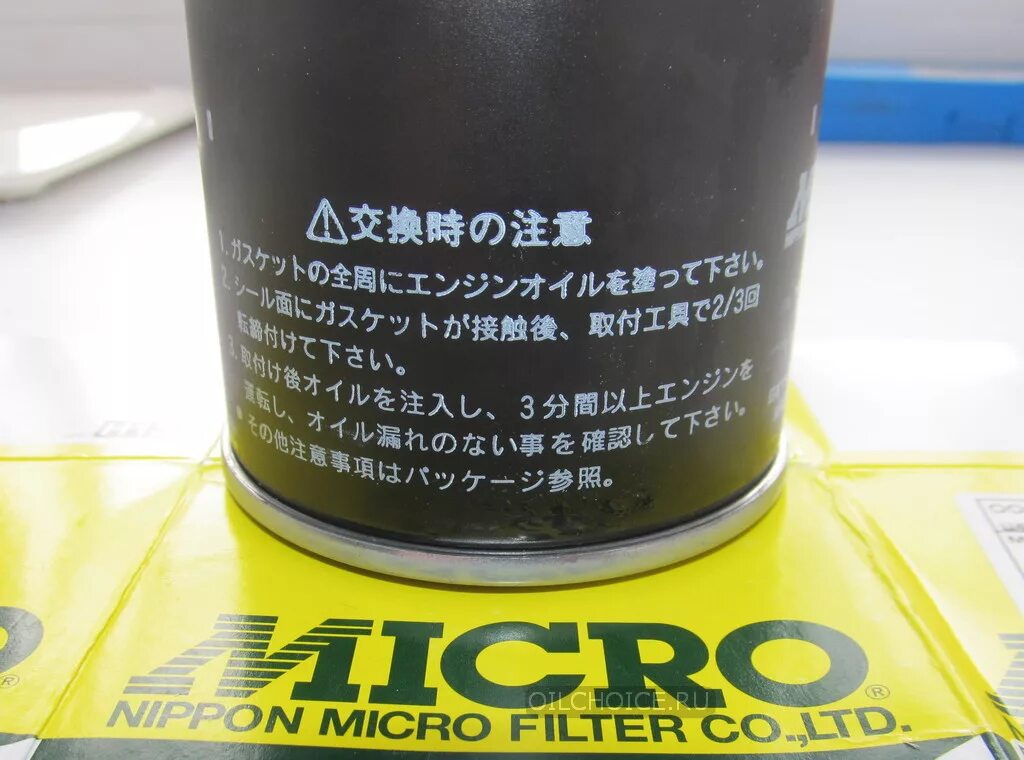 ⚠交換時の注意
1. ガスケットの全周にエンジンオイルを塗って下さい。
2. シール面にガスケットが接触後、取付工具で2/3回
転締付けて下さい。
3. 取付け後オイルを注入し、3分間以上エンジンを
運転し、オイル漏れのない事を確認して下さい。
* その他注意事項はパッケージ参照。
MICRO®
OILCHOICE.RU
NIPPON MICRO FILTER CO.,LTD.